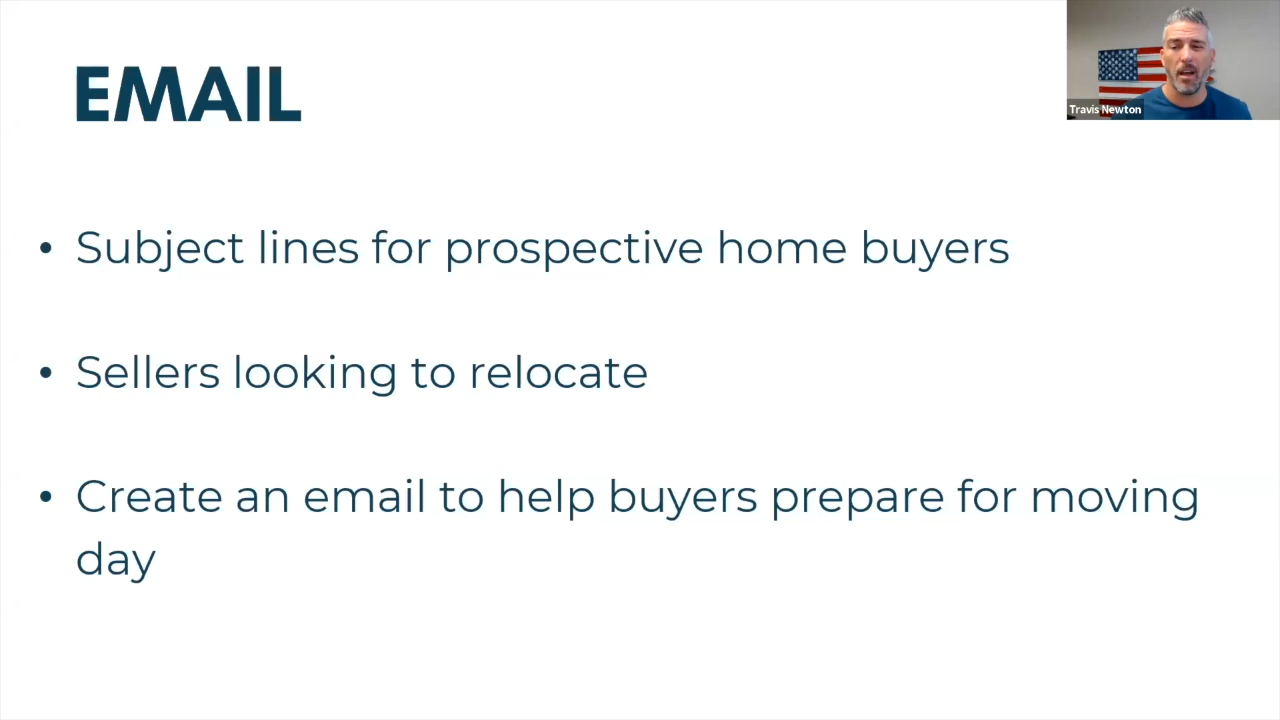 EMAIL
Travis Newton
• Subject lines for prospective home buyers
• Sellers looking to relocate
• Create an email to help buyers prepare for moving
day